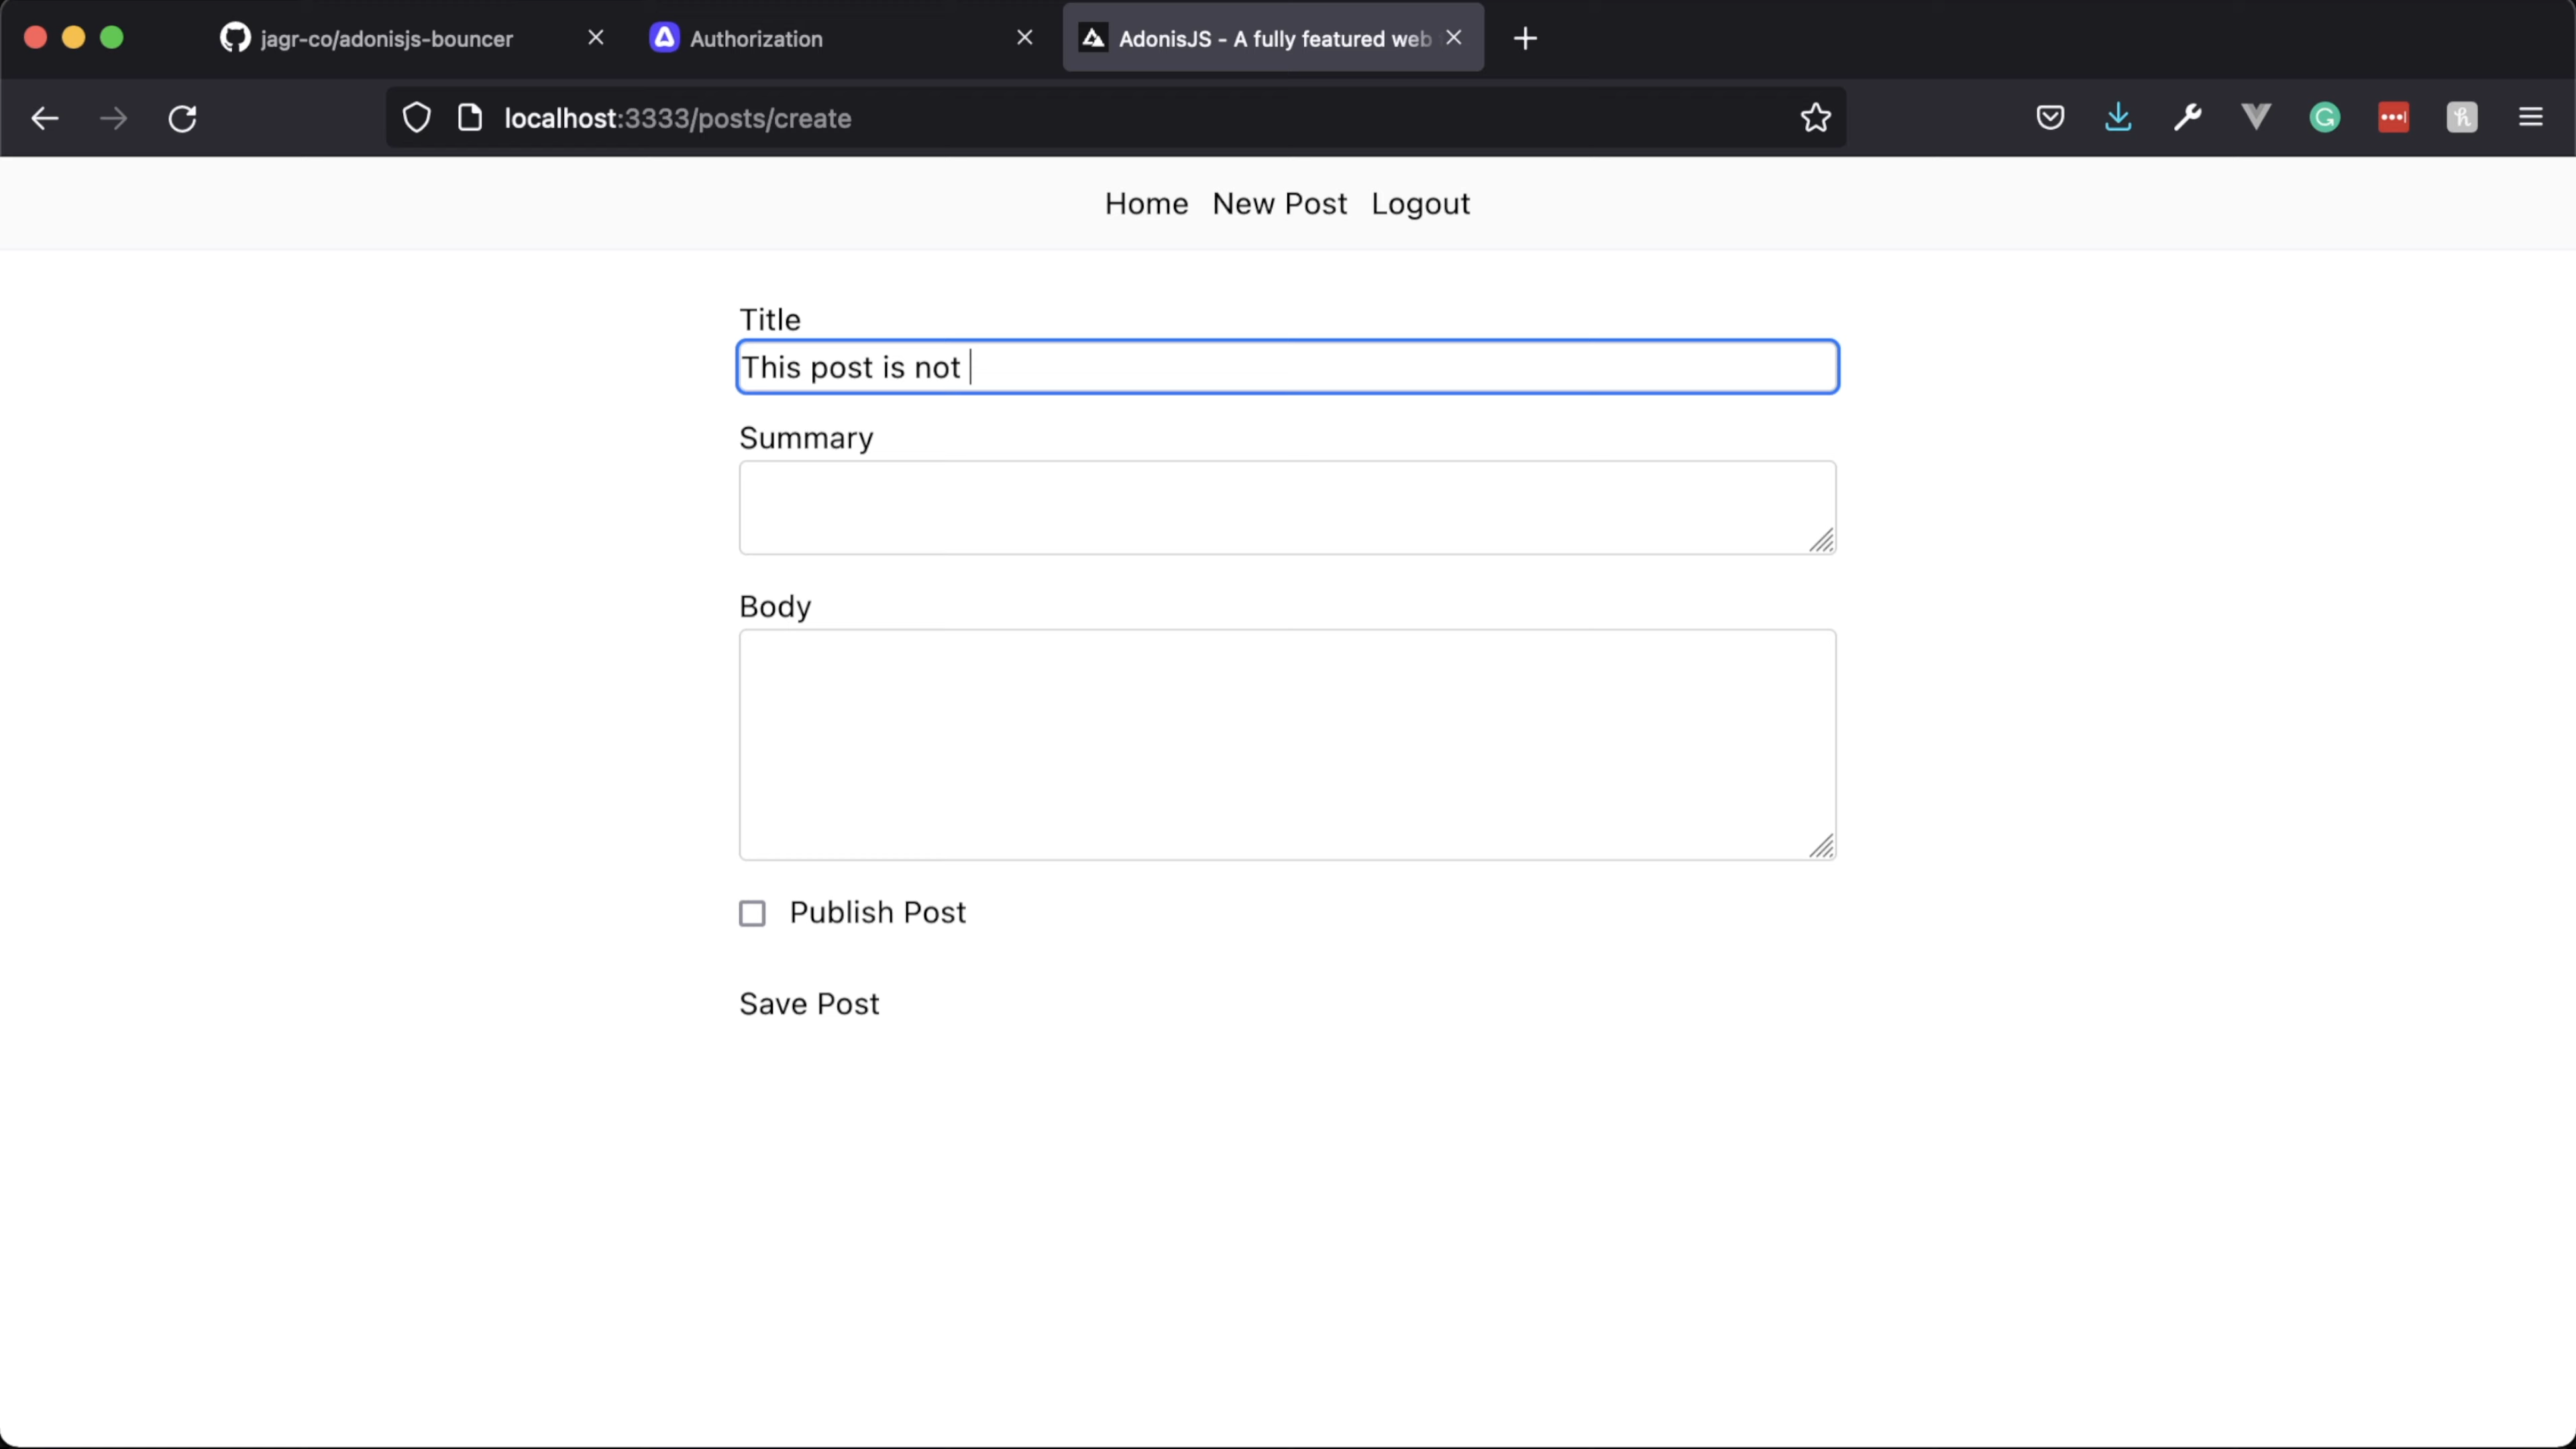 jagr-co/adonisjs-bouncer
Authorization
AdonisJS - A fully featured web
localhost:3333/posts/create
Home New Post Logout
Title
This post is not
Summary
Body
Publish Post
Save Post